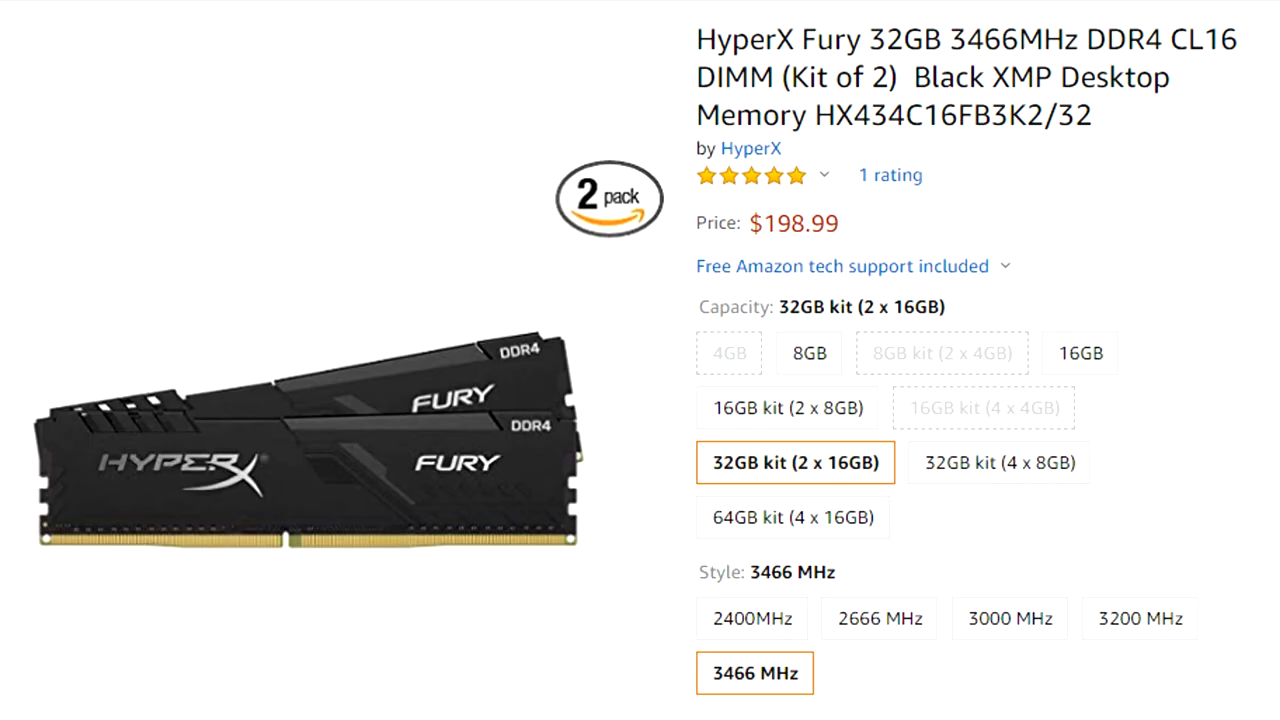 HyperX Fury 32GB 3466MHz DDR4 CL16
DIMM (Kit of 2) Black XMP Desktop
Memory HX434C16FB3K2/32
by HyperX
1 rating
2 pack
Price: $198.99
Free Amazon tech support included
Capacity: 32GB kit (2 x 16GB)
4GB 8GB 8GB kit (2 x 4GB) 16GB
16GB kit (2 x 8GB) 16GB kit (4 x 4GB)
32GB kit (2 x 16GB) 32GB kit (4 x 8GB)
64GB kit (4 x 16GB)
Style: 3466 MHz
2400MHz 2666 MHz 3000 MHz 3200 MHz
3466 MHz
DDR4
FURY
DDR4
HYPERX FURY